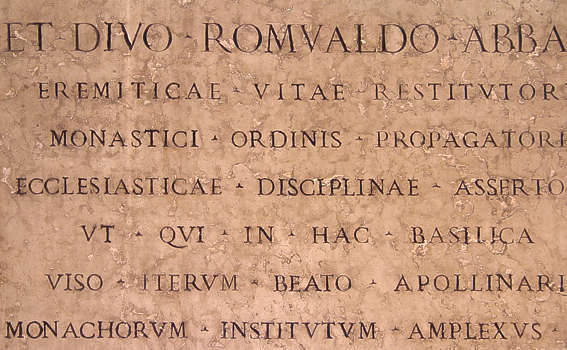 ET · DIVO · ROMVALDO · ABBA
EREMITICAE · VITAE · RESTITVTOR
MONASTICI · ORDINIS · PROPAGATORI
ECCLESIASTICAE · DISCIPLINAE · ASSERTO
VT · QVI · IN · HAC · BASILICA
VISO · ITERVM · BEATO · APOLLINARI
MONACHORVM · INSTITVTVM · AMPLEXVS ·